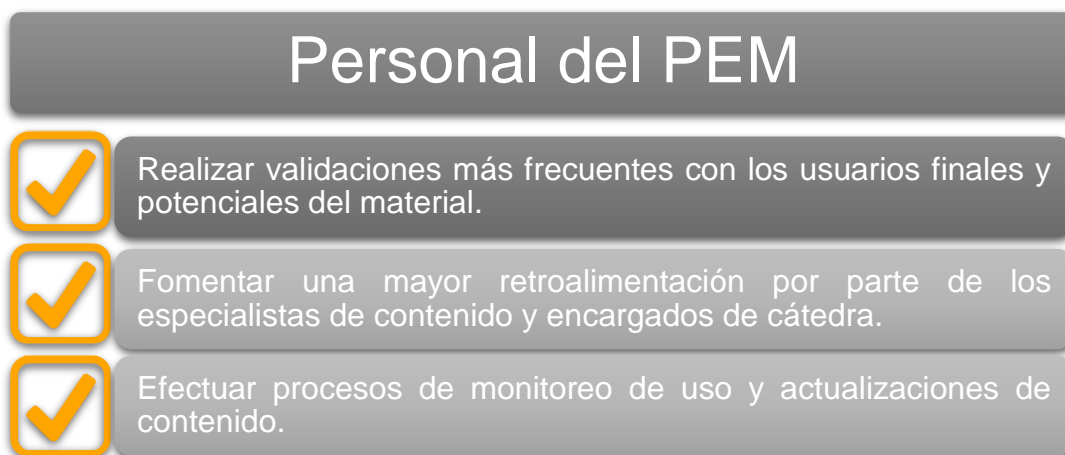 Personal del PEM
Realizar validaciones más frecuentes con los usuarios finales y
potenciales del material.
Fomentar una mayor retroalimentación por parte de los
especialistas de contenido y encargados de cátedra.
Efectuar procesos de monitoreo de uso y actualizaciones de
contenido.